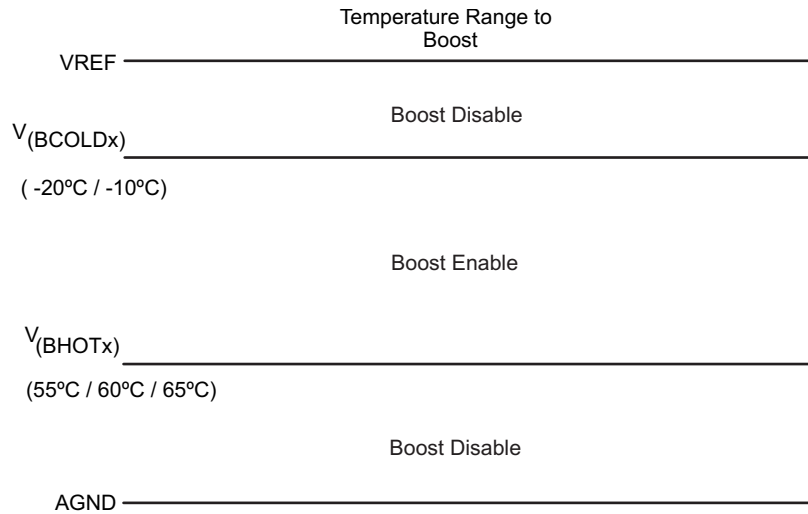 Temperature Range to
Boost
VREF
Boost Disable
V(BCOLDx)
( -20ºC / -10ºC)
Boost Enable
V(BHOTx)
(55ºC / 60ºC / 65ºC)
Boost Disable
AGND